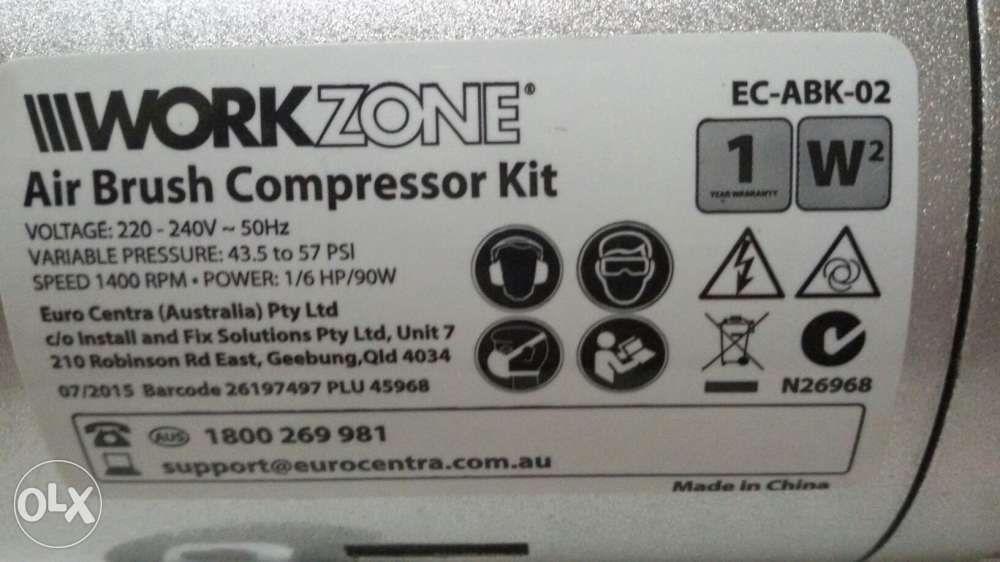 WORKZONE®
EC-ABK-02
Air Brush Compressor Kit
1
YEAR WARRANTY
W²
VOLTAGE: 220 - 240V ~ 50Hz
VARIABLE PRESSURE: 43.5 to 57 PSI
SPEED 1400 RPM • POWER: 1/6 HP/90W
Euro Centra (Australia) Pty Ltd
c/o Install and Fix Solutions Pty Ltd, Unit 7
210 Robinson Rd East, Geebung,Qld 4034
07/2015 Barcode 26197497 PLU 45968
N26968
AUS 1800 269 981
support@eurocentra.com.au
Made in China
OLX